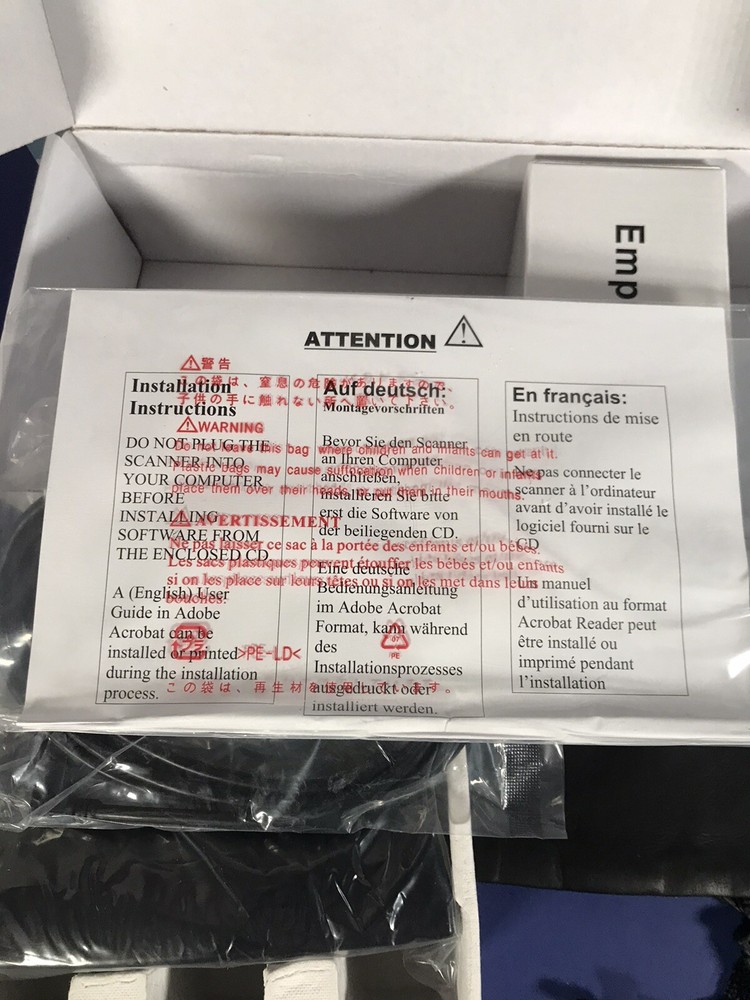 Emp
ATTENTION
Installation
Instructions
DO NOT PLUG THE
SCANNER INTO
YOUR COMPUTER
BEFORE
INSTALLING
SOFTWARE FROM
THE ENCLOSED CD.
A (English) User
Guide in Adobe
Acrobat can be
installed or printed
during the installation
process.
Auf deutsch:
Montagevorschriften
Bevor Sie den Scanner
an Ihren Computer
anschließen,
installieren Sie bitte
erst die Software von
der beiliegenden CD.
Eine deutsche
Bedienungsanleitung
im Adobe Acrobat
Format, kann während
des
Installationsprozesses
ausgedruckt oder
installiert werden.
En français:
Instructions de mise
en route
Ne pas connecter le
scanner à l'ordinateur
avant d'avoir installé le
logiciel fourni sur le
CD
Un manuel
d'utilisation au format
Acrobat Reader peut
être installé ou
imprimé pendant
l'installation
警告
この袋は、窒息の危険がありますので、
子供の手に触れない所へ置いて下さい。
WARNING
Do not leave this bag where children and infants can get at it.
Plastic bags may cause suffocation when children or infants
place them over their heads, or put them in their mouths.
AVERTISSEMENT
Ne pas laisser ce sac à la portée des enfants et/ou bébés.
Les sacs plastiques peuvent étouffer les bébés et/ou enfants
si on les place sur leurs têtes ou si on les met dans leurs
bouches.
プラ
>PE-LD<
07
PE
この袋は、再生材を使用しています。